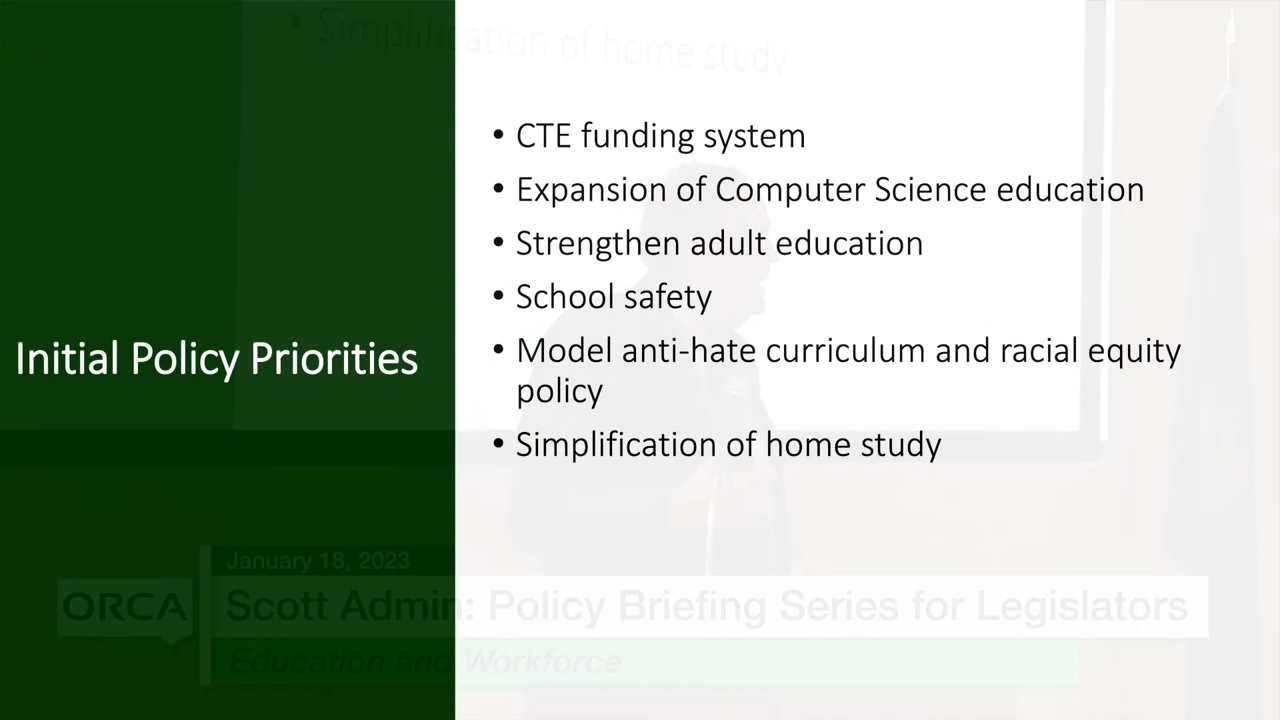 • Simplification of home study
• CTE funding system
• Expansion of Computer Science education
• Strengthen adult education
• School safety
Initial Policy Priorities
• Model anti-hate curriculum and racial equity
policy
• Simplification of home study
January 18, 2023
ORCA
Scott Admin: Policy Briefing Series for Legislators
Education and Workforce